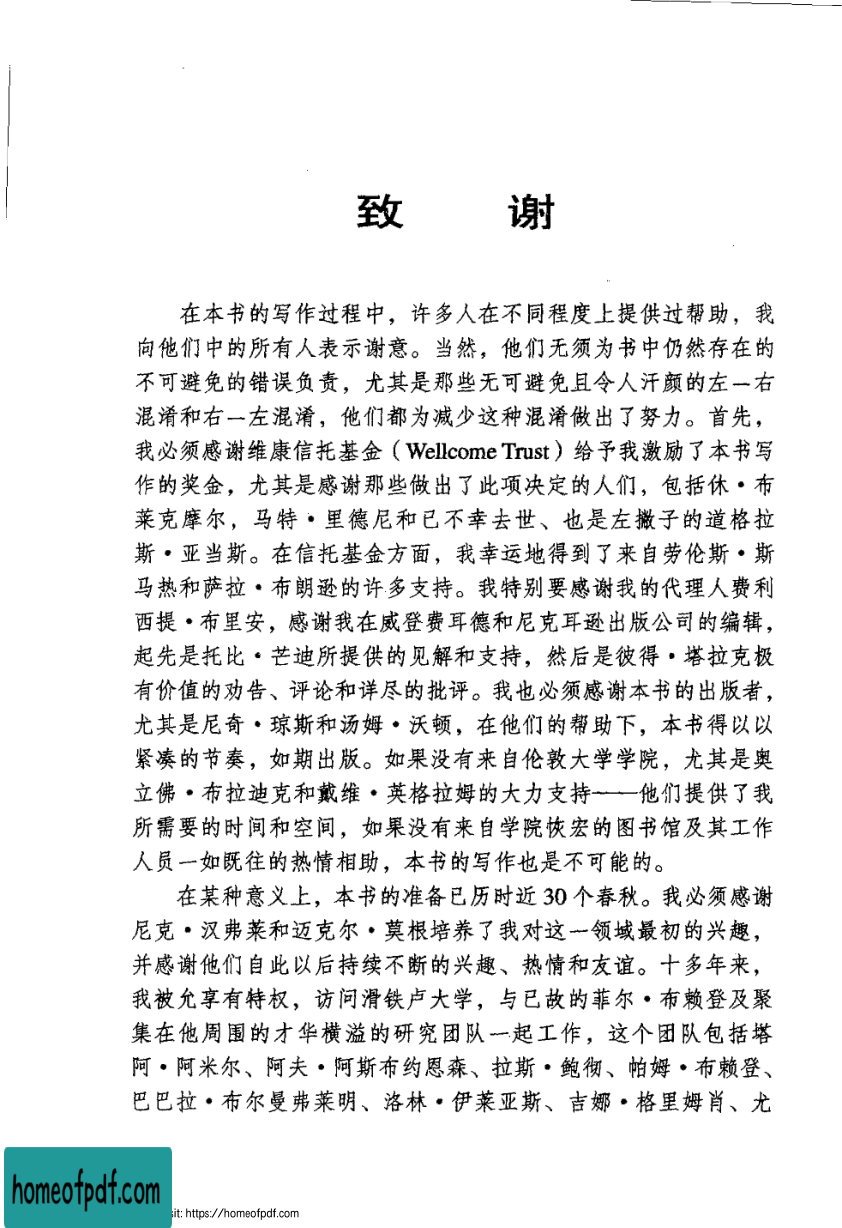 致 谢
在本书的写作过程中，许多人在不同程度上提供过帮助，我
向他们中的所有人表示谢意。当然，他们无须为书中仍然存在的
不可避免的错误负责，尤其是那些无可避免且令人汗颜的左—右
混淆和右—左混淆，他们都为减少这种混淆做出了努力。首先，
我必须感谢维康信托基金（Wellcome Trust）给予我激励了本书写
作的奖金，尤其是感谢那些做出了此项决定的人们，包括休·布
莱克摩尔，马特·里德尼和已不幸去世、也是左撇子的道格拉
斯·亚当斯。在信托基金方面，我幸运地得到了来自劳伦斯·斯
马热和萨拉·布朗逊的许多支持。我特别要感谢我的代理人费利
西提·布里安，感谢我在威登费耳德和尼克耳逊出版公司的编辑，
起先是托比·芒迪所提供的见解和支持，然后是彼得·塔拉克极
有价值的劝告、评论和详尽的批评。我也必须感谢本书的出版者，
尤其是尼奇·琼斯和汤姆·沃顿，在他们的帮助下，本书得以以
紧凑的节奏，如期出版。如果没有来自伦敦大学学院，尤其是奥
立佛·布拉迪克和戴维·英格拉姆的大力支持——他们提供了我
所需要的时间和空间，如果没有来自学院恢宏的图书馆及其工作
人员一如既往的热情相助，本书的写作也是不可能的。
在某种意义上，本书的准备已历时近 30 个春秋。我必须感谢
尼克·汉弗莱和迈克尔·莫根培养了我对这一领域最初的兴趣，
并感谢他们自此以后持续不断的兴趣、热情和友谊。十多年来，
我被允享有特权，访问滑铁卢大学，与已故的菲尔·布赖登及聚
集在他周围的才华横溢的研究团队一起工作，这个团队包括塔
阿·阿米尔、阿夫·阿斯布约恩森、拉斯·鲍彻、帕姆·布赖登、
巴巴拉·布尔曼弗莱明、洛林·伊莱亚斯、吉娜·格里姆肖、尤
homeofpdf.com
sit: https://homeofpdf.com